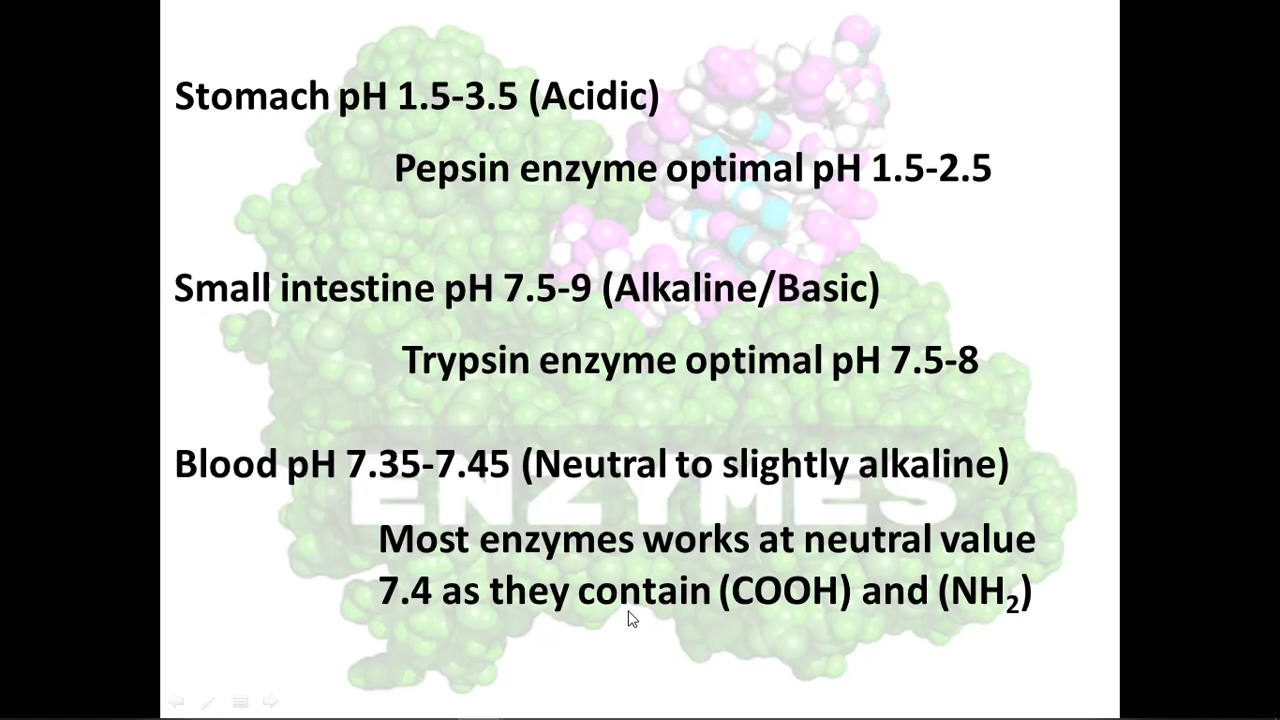 Stomach pH 1.5-3.5 (Acidic)
Pepsin enzyme optimal pH 1.5-2.5
Small intestine pH 7.5-9 (Alkaline/Basic)
Trypsin enzyme optimal pH 7.5-8
Blood pH 7.35-7.45 (Neutral to slightly alkaline)
ENZYMES
Most enzymes works at neutral value
7.4 as they contain (COOH) and (NH₂)